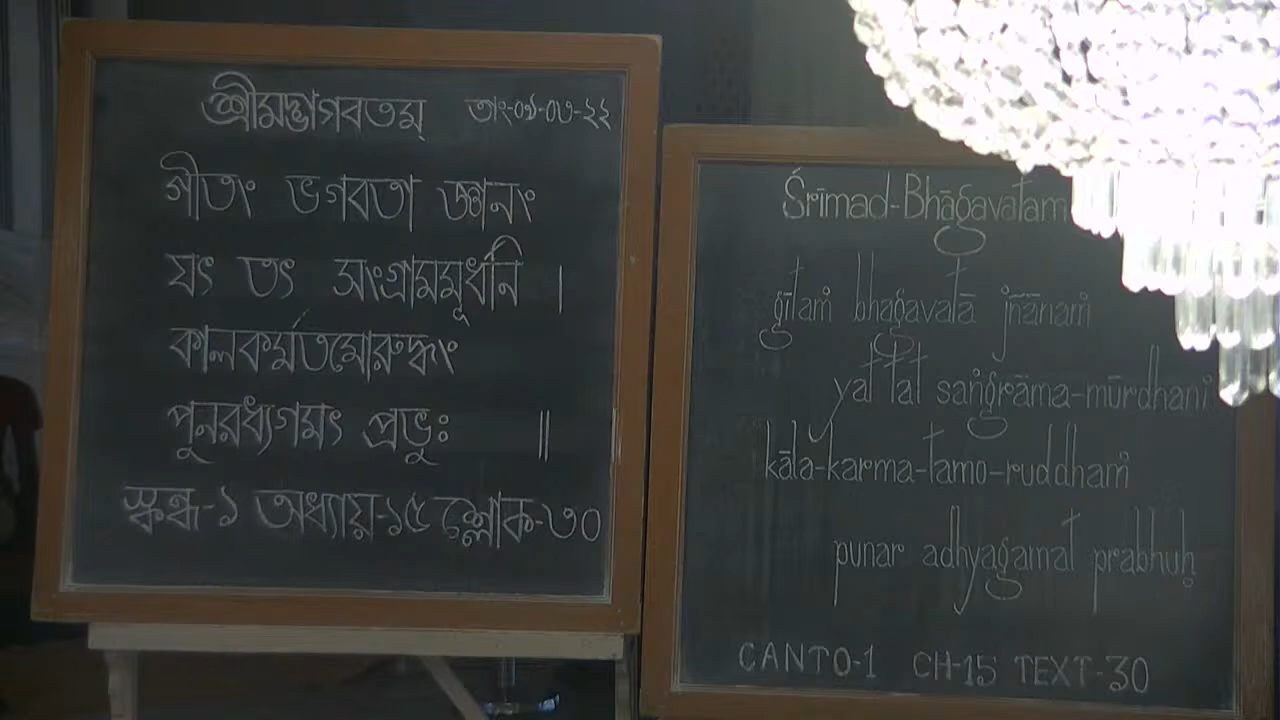 শ্রীমদ্ভাগবতম্ তাং-০৯-০৩-২২
গীতং ভগবতা জ্ঞানং
যৎ তৎ সংগ্রামমূর্ধনি ।
কালকর্মতমোরুদ্ধং
পুনরধ্যগমৎ প্রভুঃ ॥
স্কন্ধ-১ অধ্যায়-১৫ শ্লোক-৩০
Śrīmad-Bhāgavatam
gītaṁ bhagavatā jñānaṁ
yat tat saṅgrāma-mūrdhani
kāla-karma-tamo-ruddhaṁ
punar adhyagamat prabhuḥ
CANTO-1 CH-15 TEXT-30